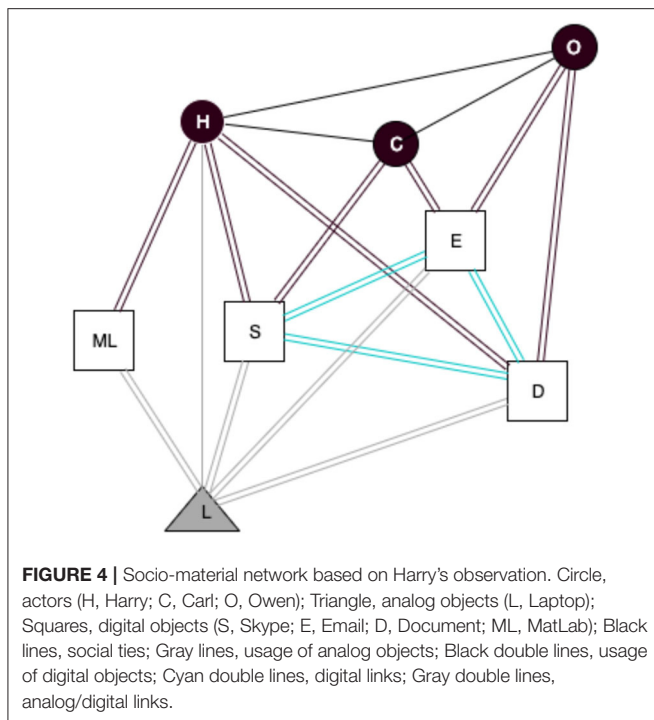 O
H
C
E
S
ML
D
L
FIGURE 4 | Socio-material network based on Harry's observation. Circle,
actors (H, Harry; C, Carl; O, Owen); Triangle, analog objects (L, Laptop);
Squares, digital objects (S, Skype; E, Email; D, Document; ML, MatLab); Black
lines, social ties; Gray lines, usage of analog objects; Black double lines, usage
of digital objects; Cyan double lines, digital links; Gray double lines,
analog/digital links.